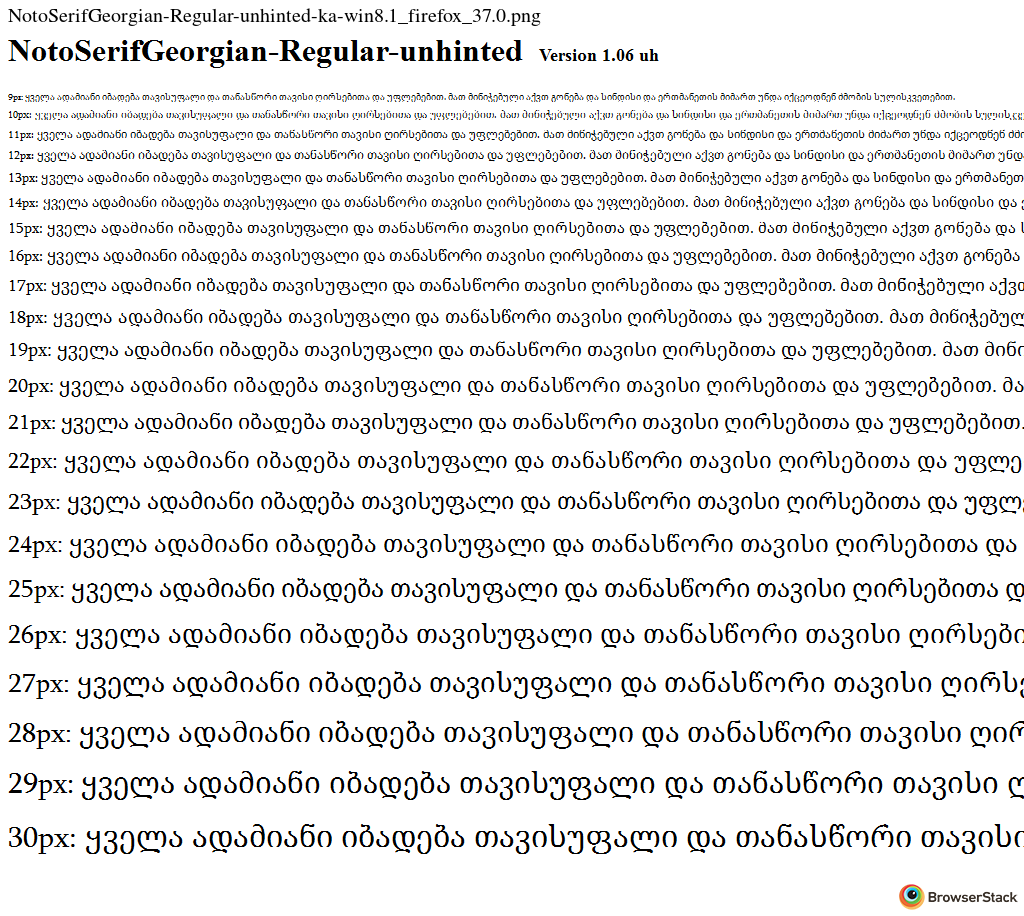 NotoSerifGeorgian-Regular-unhinted-ka-win8.1_firefox_37.0.png
NotoSerifGeorgian-Regular-unhinted Version 1.06 uh
9px: ყველა ადამიანი იბადება თავისუფალი და თანასწორი თავისი ღირსებითა და უფლებებით. მათ მინიჭებული აქვთ გონება და სინდისი და ერთმანეთის მიმართ უნდა იქცეოდნენ ძმობის სულისკვეთებით.
10px: ყველა ადამიანი იბადება თავისუფალი და თანასწორი თავისი ღირსებითა და უფლებებით. მათ მინიჭებული აქვთ გონება და სინდისი და ერთმანეთის მიმართ უნდა იქცეოდნენ ძმობის
11px: ყველა ადამიანი იბადება თავისუფალი და თანასწორი თავისი ღირსებითა და უფლებებით. მათ მინიჭებული აქვთ გონება და სინდისი და ერთმანეთის მიმართ უნდა იქცეოდნენ
12px: ყველა ადამიანი იბადება თავისუფალი და თანასწორი თავისი ღირსებითა და უფლებებით. მათ მინიჭებული აქვთ გონება და სინდისი და ერთმანეთის მიმართ უნდა
13px: ყველა ადამიანი იბადება თავისუფალი და თანასწორი თავისი ღირსებითა და უფლებებით. მათ მინიჭებული აქვთ გონება და სინდისი და ერთმანეთ
14px: ყველა ადამიანი იბადება თავისუფალი და თანასწორი თავისი ღირსებითა და უფლებებით. მათ მინიჭებული აქვთ გონება და სინდისი და
15px: ყველა ადამიანი იბადება თავისუფალი და თანასწორი თავისი ღირსებითა და უფლებებით. მათ მინიჭებული აქვთ გონება და
16px: ყველა ადამიანი იბადება თავისუფალი და თანასწორი თავისი ღირსებითა და უფლებებით. მათ მინიჭებული აქვთ გონება
17px: ყველა ადამიანი იბადება თავისუფალი და თანასწორი თავისი ღირსებითა და უფლებებით. მათ მინიჭებული აქვთ
18px: ყველა ადამიანი იბადება თავისუფალი და თანასწორი თავისი ღირსებითა და უფლებებით. მათ მინიჭებულ
19px: ყველა ადამიანი იბადება თავისუფალი და თანასწორი თავისი ღირსებითა და უფლებებით. მათ მინი
20px: ყველა ადამიანი იბადება თავისუფალი და თანასწორი თავისი ღირსებითა და უფლებებით. მა
21px: ყველა ადამიანი იბადება თავისუფალი და თანასწორი თავისი ღირსებითა და უფლებებით.
22px: ყველა ადამიანი იბადება თავისუფალი და თანასწორი თავისი ღირსებითა და უფლე
23px: ყველა ადამიანი იბადება თავისუფალი და თანასწორი თავისი ღირსებითა და უფლ
24px: ყველა ადამიანი იბადება თავისუფალი და თანასწორი თავისი ღირსებითა და
25px: ყველა ადამიანი იბადება თავისუფალი და თანასწორი თავისი ღირსებითა დ
26px: ყველა ადამიანი იბადება თავისუფალი და თანასწორი თავისი ღირსები
27px: ყველა ადამიანი იბადება თავისუფალი და თანასწორი თავისი ღირს
28px: ყველა ადამიანი იბადება თავისუფალი და თანასწორი თავისი ღირ
29px: ყველა ადამიანი იბადება თავისუფალი და თანასწორი თავისი ღ
30px: ყველა ადამიანი იბადება თავისუფალი და თანასწორი თავისი
BrowserStack